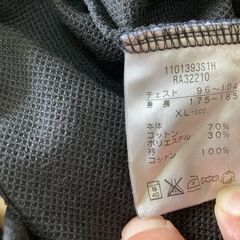 1101393S1H
RA32210
チェスト 96-104
身長 175-185
XL-ccc
本体
コットン 70%
ポリエステル 30%
衿
コットン 100%